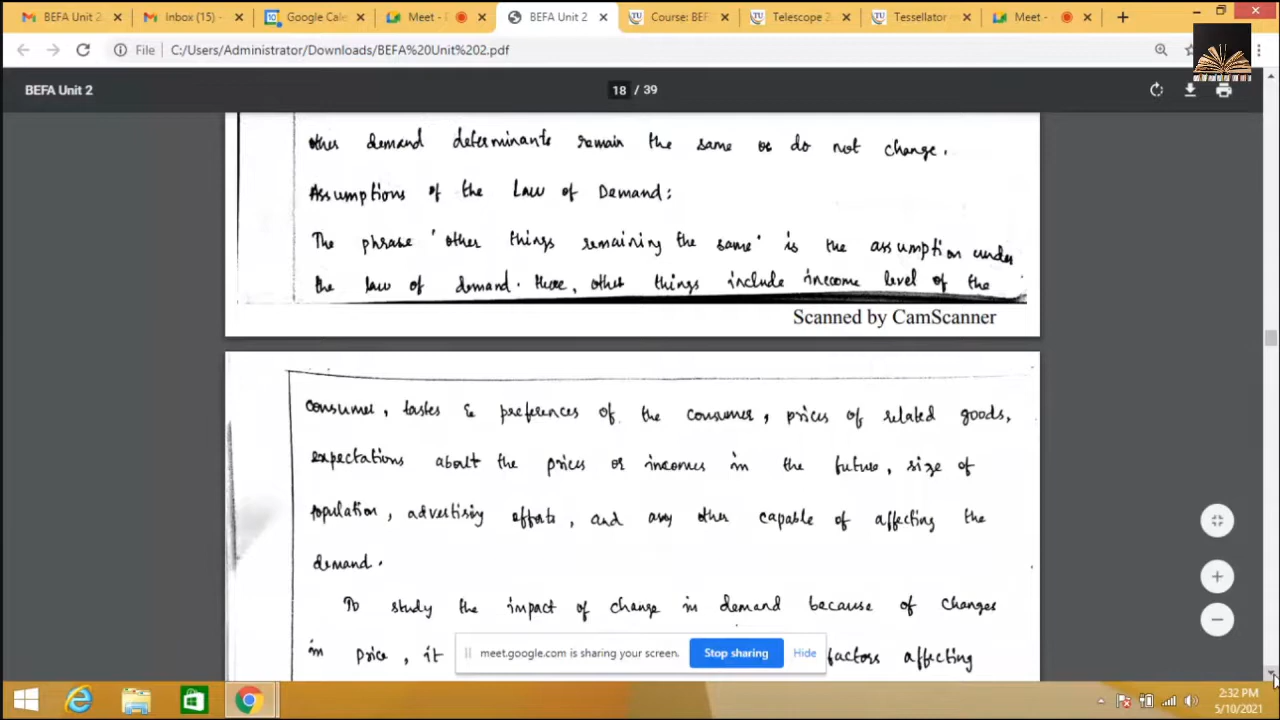 BEFA Unit 2
Inbox (15) -
Google Cale
Meet -
BEFA Unit 2
Course: BEF
Telescope 2
Tessellator
Meet -
File
C:/Users/Administrator/Downloads/BEFA%20Unit%202.pdf
BEFA Unit 2
18 / 39
other demand determinants remain the same or do not change.
Assumptions of the Law of Demand:
The phrase 'other things remaining the same' is the assumption under
the law of demand. Here, other things include income level of the
Scanned by CamScanner
consumer, tastes & preferences of the consumer, prices of related goods,
expectations about the prices or incomes in the future, size of
population, advertising efforts, and any other capable of affecting the
demand.
To study the impact of change in demand because of changes
in price, it
factors affecting
meet.google.com is sharing your screen.
Stop sharing
Hide
2:32 PM
5/10/2021